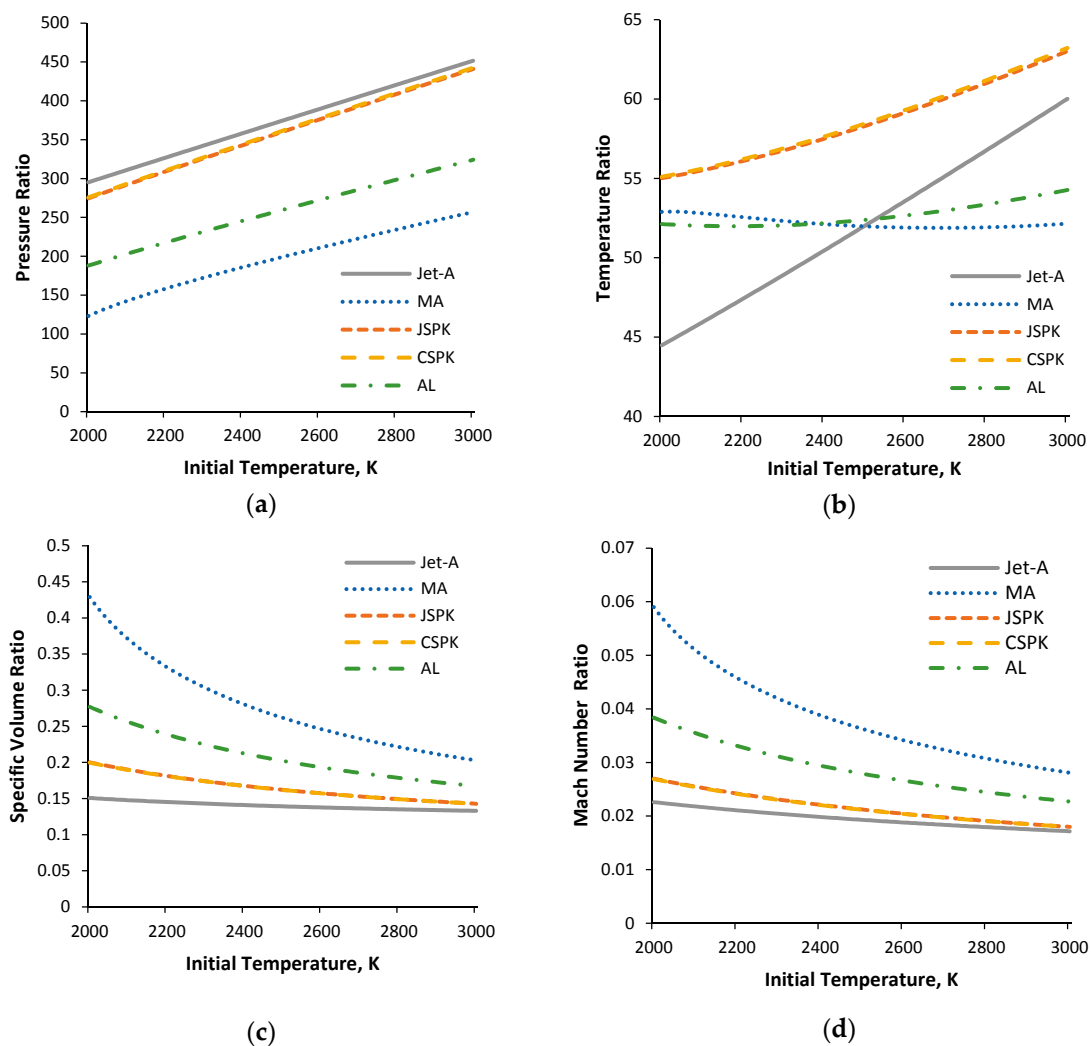 500
450
400
350
300
250
200
150
100
50
0
Pressure Ratio
Jet-A
MA
JSPK
CSPK
AL
2000 2200 2400 2600 2800 3000
Initial Temperature, K
(a)
65
60
55
50
45
40
Temperature Ratio
Jet-A
MA
JSPK
CSPK
AL
2000 2200 2400 2600 2800 3000
Initial Temperature, K
(b)
0.5
0.45
0.4
0.35
0.3
0.25
0.2
0.15
0.1
0.05
0
Specific Volume Ratio
Jet-A
MA
JSPK
CSPK
AL
2000 2200 2400 2600 2800 3000
Initial Temperature, K
(c)
0.07
0.06
0.05
0.04
0.03
0.02
0.01
0
Mach Number Ratio
Jet-A
MA
JSPK
CSPK
AL
2000 2200 2400 2600 2800 3000
Initial Temperature, K
(d)